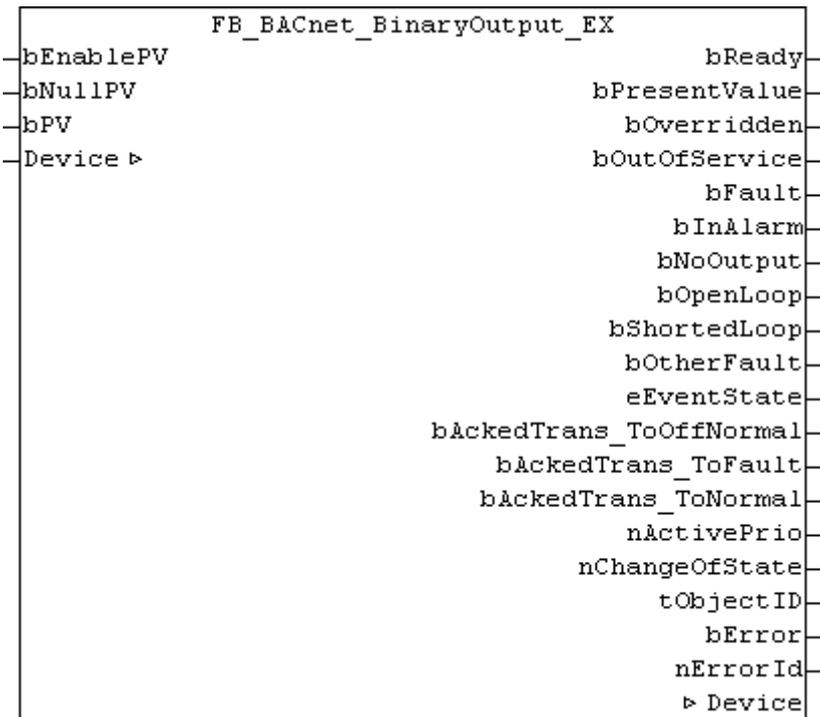 FB_BACnet_BinaryOutput_EX
bEnablePV bReady
bNullPV bPresentValue
bPV bOverridden
Device ▷ bOutOfService
bFault
bInAlarm
bNoOutput
bOpenLoop
bShortedLoop
bOtherFault
eEventState
bAckedTrans_ToOffNormal
bAckedTrans_ToFault
bAckedTrans_ToNormal
nActivePrio
nChangeOfState
tObjectID
bError
nErrorId
▷ Device